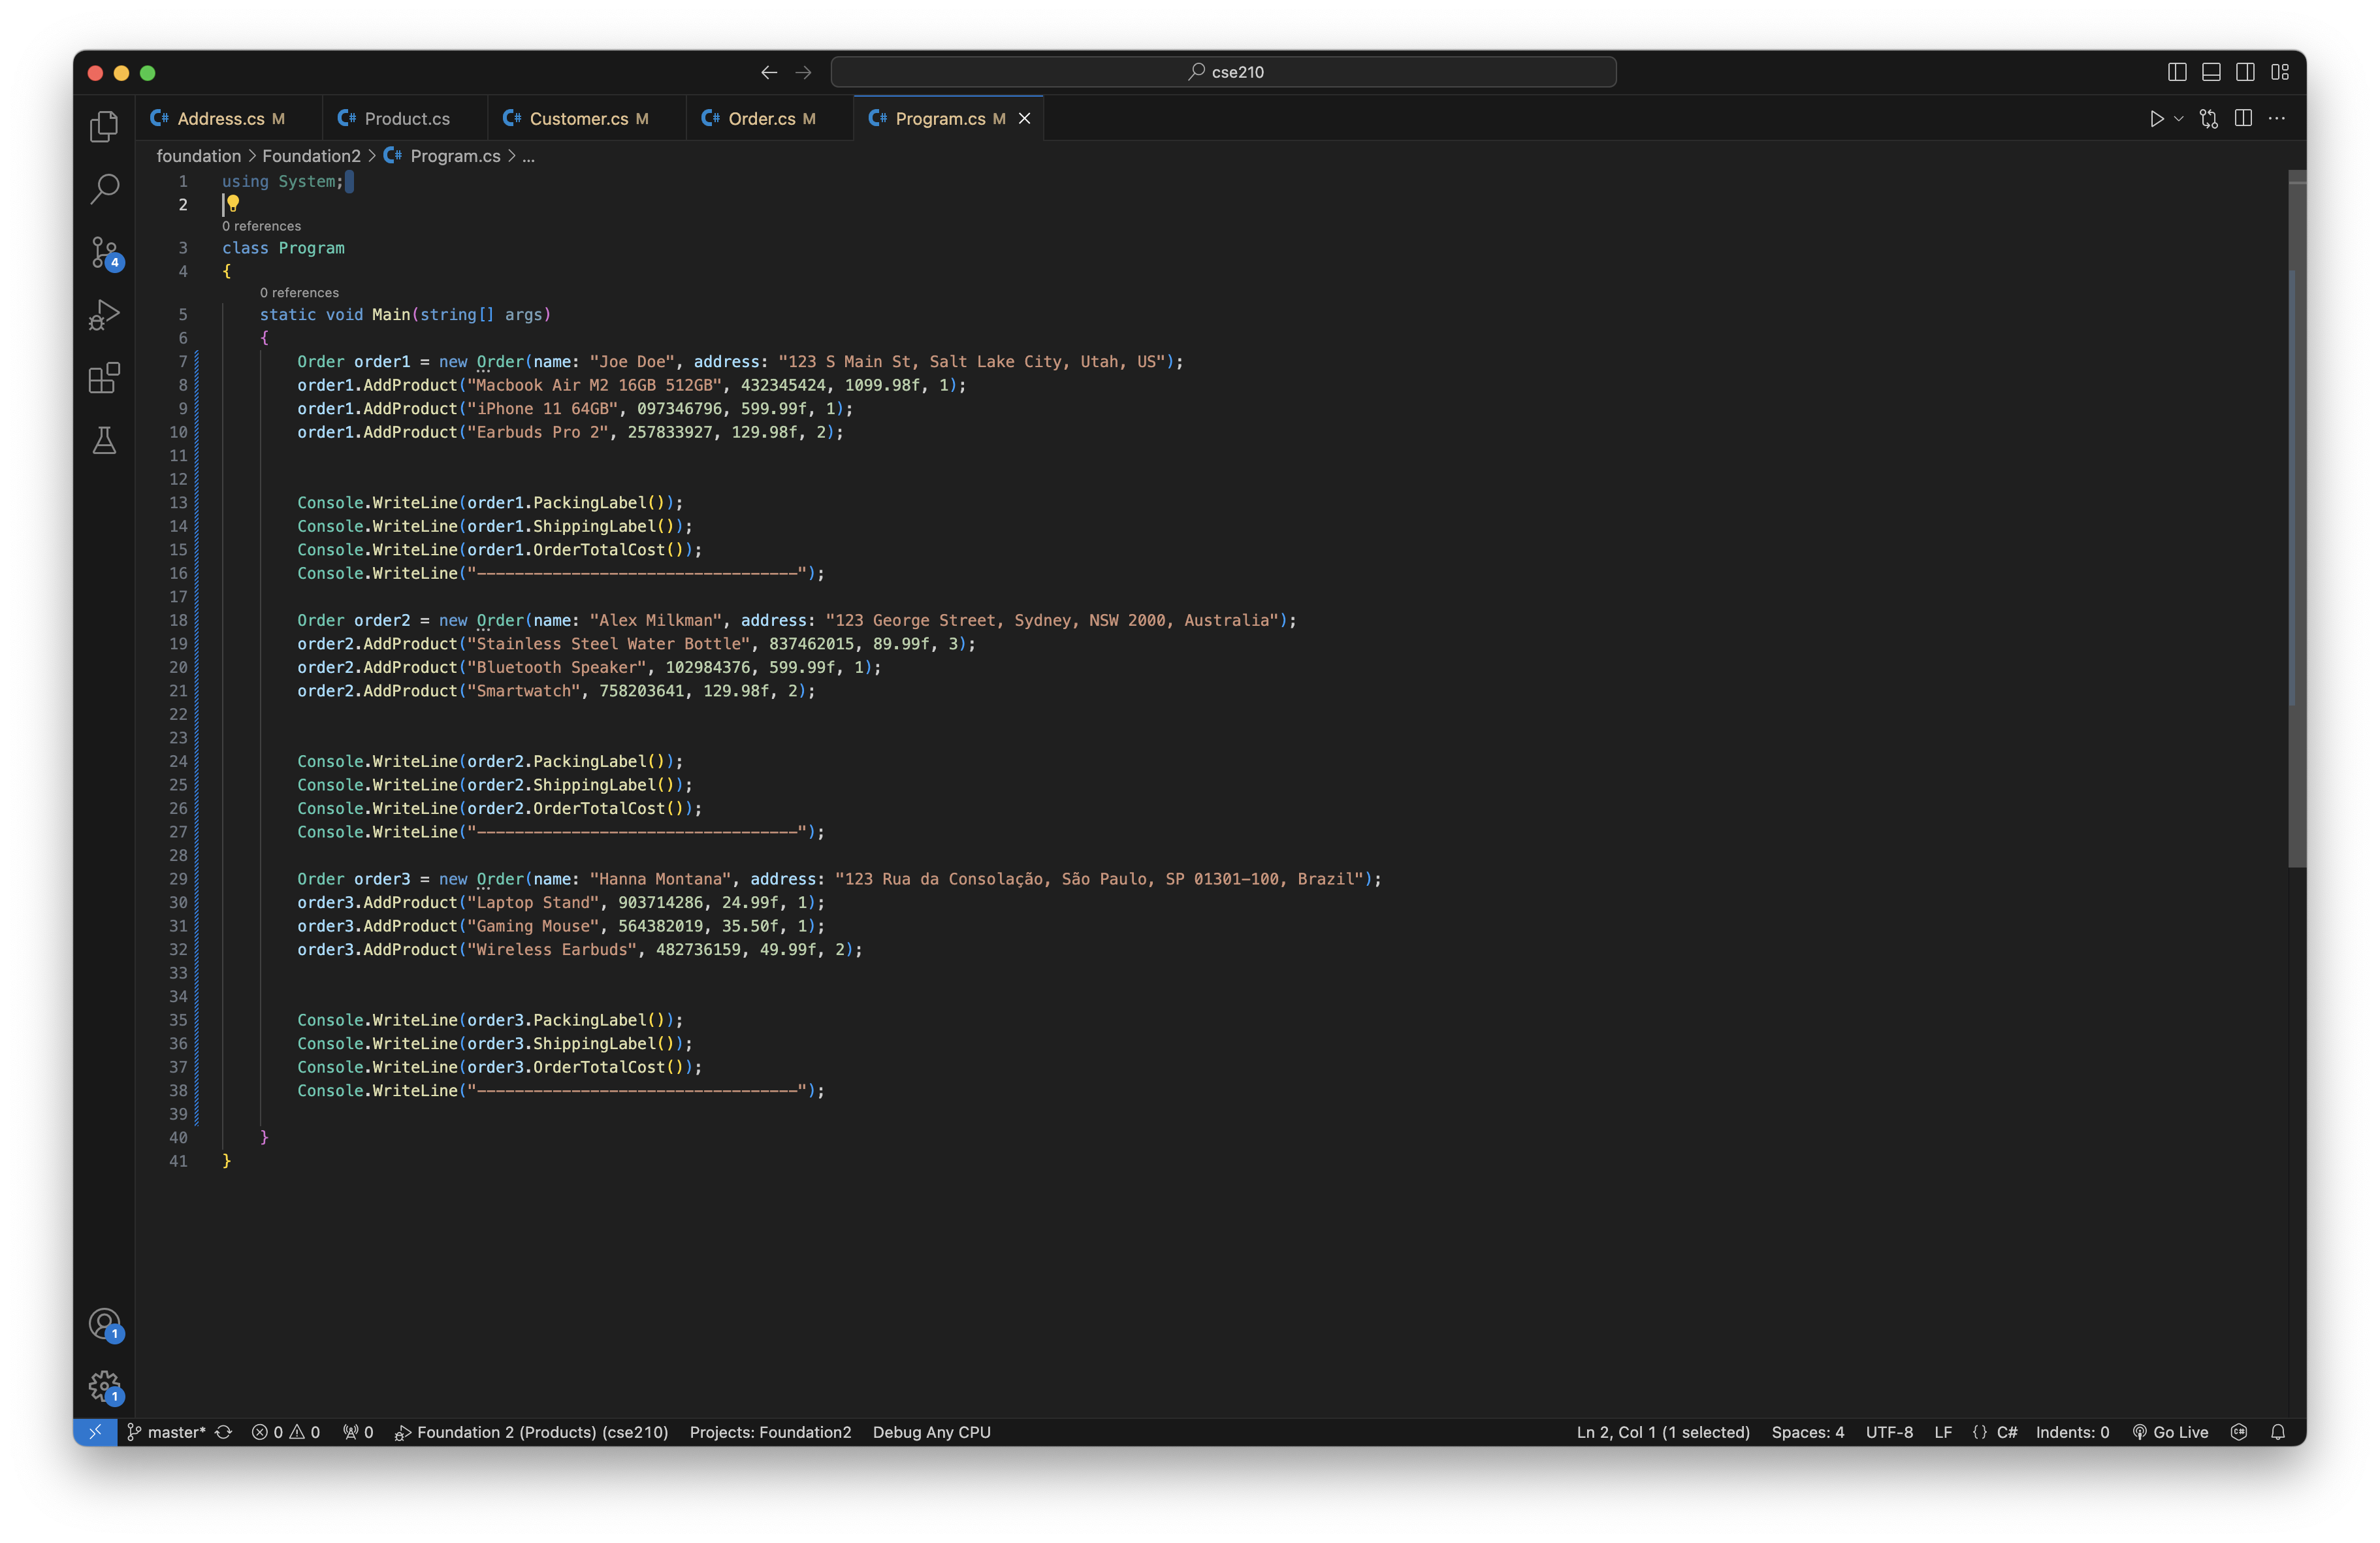 cse210
Address.cs M
Product.cs
Customer.cs M
Order.cs M
Program.cs M
foundation > Foundation2 > Program.cs > ...
1 using System;
2
0 references
3 class Program
4 {
0 references
5 static void Main(string[] args)
6 {
7 Order order1 = new Order(name: "Joe Doe", address: "123 S Main St, Salt Lake City, Utah, US");
8 order1.AddProduct("Macbook Air M2 16GB 512GB", 432345424, 1099.98f, 1);
9 order1.AddProduct("iPhone 11 64GB", 097346796, 599.99f, 1);
10 order1.AddProduct("Earbuds Pro 2", 257833927, 129.98f, 2);
11
12
13 Console.WriteLine(order1.PackingLabel());
14 Console.WriteLine(order1.ShippingLabel());
15 Console.WriteLine(order1.OrderTotalCost());
16 Console.WriteLine("----------------------------------");
17
18 Order order2 = new Order(name: "Alex Milkman", address: "123 George Street, Sydney, NSW 2000, Australia");
19 order2.AddProduct("Stainless Steel Water Bottle", 837462015, 89.99f, 3);
20 order2.AddProduct("Bluetooth Speaker", 102984376, 599.99f, 1);
21 order2.AddProduct("Smartwatch", 758203641, 129.98f, 2);
22
23
24 Console.WriteLine(order2.PackingLabel());
25 Console.WriteLine(order2.ShippingLabel());
26 Console.WriteLine(order2.OrderTotalCost());
27 Console.WriteLine("----------------------------------");
28
29 Order order3 = new Order(name: "Hanna Montana", address: "123 Rua da Consolação, São Paulo, SP 01301-100, Brazil");
30 order3.AddProduct("Laptop Stand", 903714286, 24.99f, 1);
31 order3.AddProduct("Gaming Mouse", 564382019, 35.50f, 1);
32 order3.AddProduct("Wireless Earbuds", 482736159, 49.99f, 2);
33
34
35 Console.WriteLine(order3.PackingLabel());
36 Console.WriteLine(order3.ShippingLabel());
37 Console.WriteLine(order3.OrderTotalCost());
38 Console.WriteLine("----------------------------------");
39
40 }
41 }
4
1
1
master* 0 0 0 Foundation 2 (Products) (cse210) Projects: Foundation2 Debug Any CPU Ln 2, Col 1 (1 selected) Spaces: 4 UTF-8 LF {} C# Indents: 0 Go Live